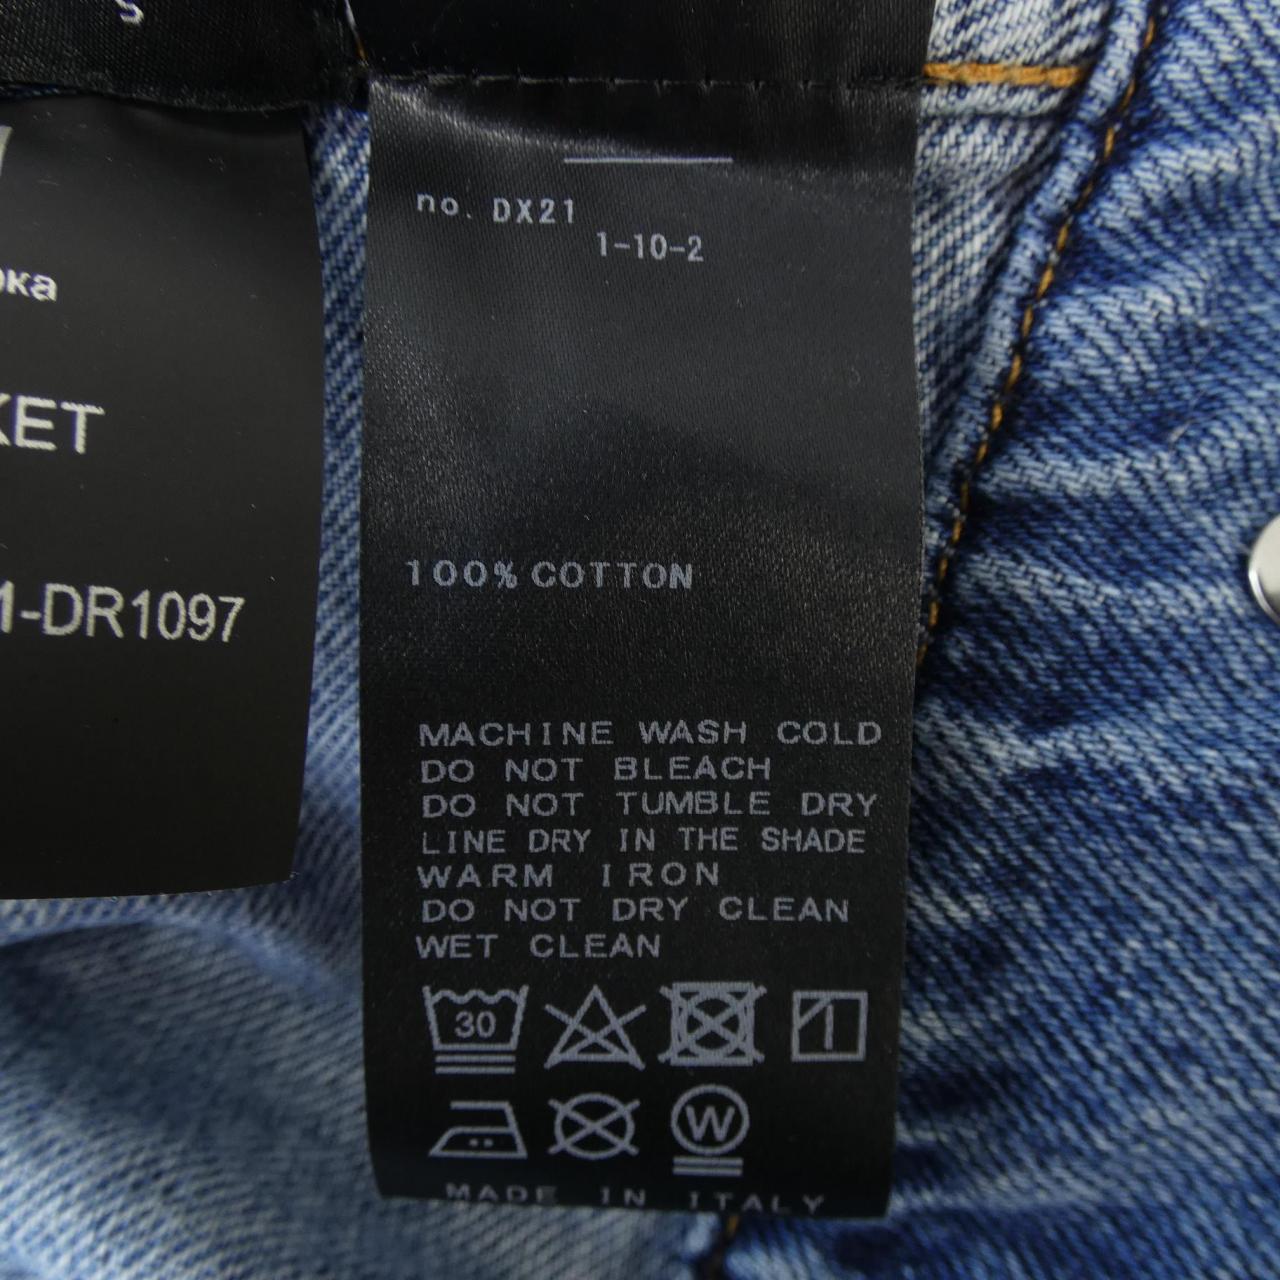 S
no. DX21
1-10-2
100% COTTON
MACHINE WASH COLD
DO NOT BLEACH
DO NOT TUMBLE DRY
LINE DRY IN THE SHADE
WARM IRON
DO NOT DRY CLEAN
WET CLEAN
30
W
MADE IN ITALY
ка
KET
1-DR1097